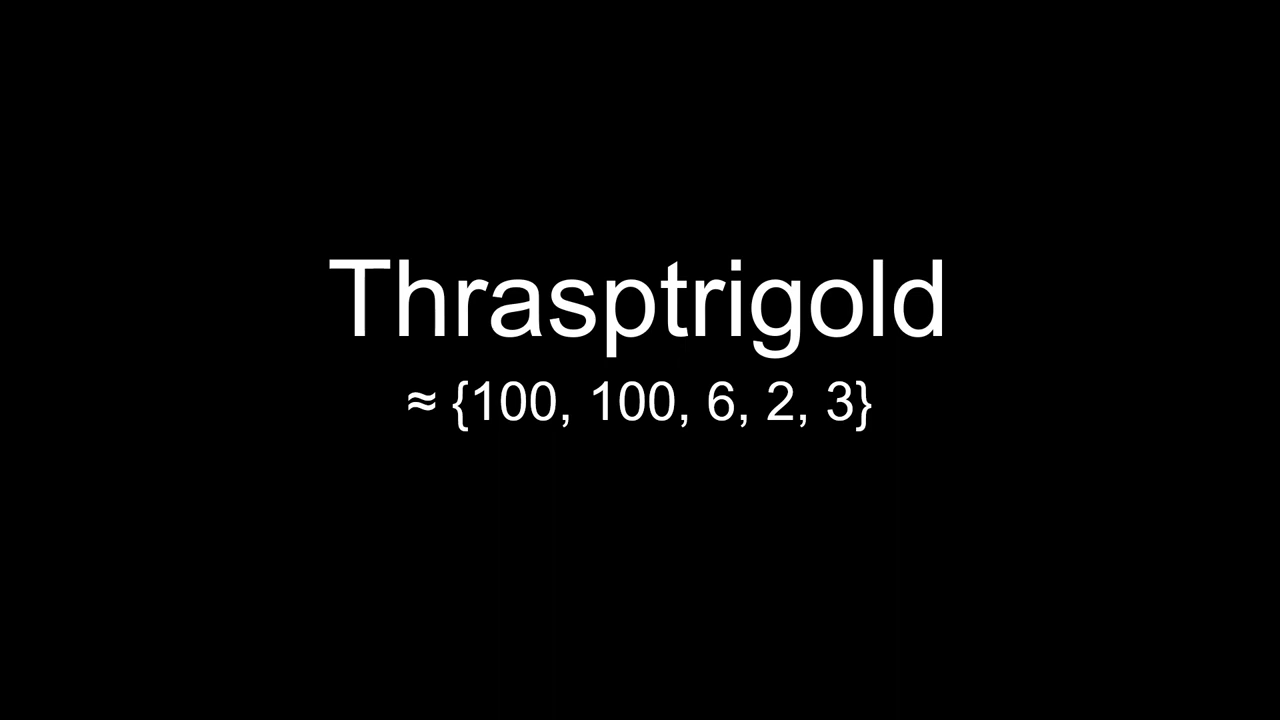 Thrasptrigold
≈ {100, 100, 6, 2, 3}